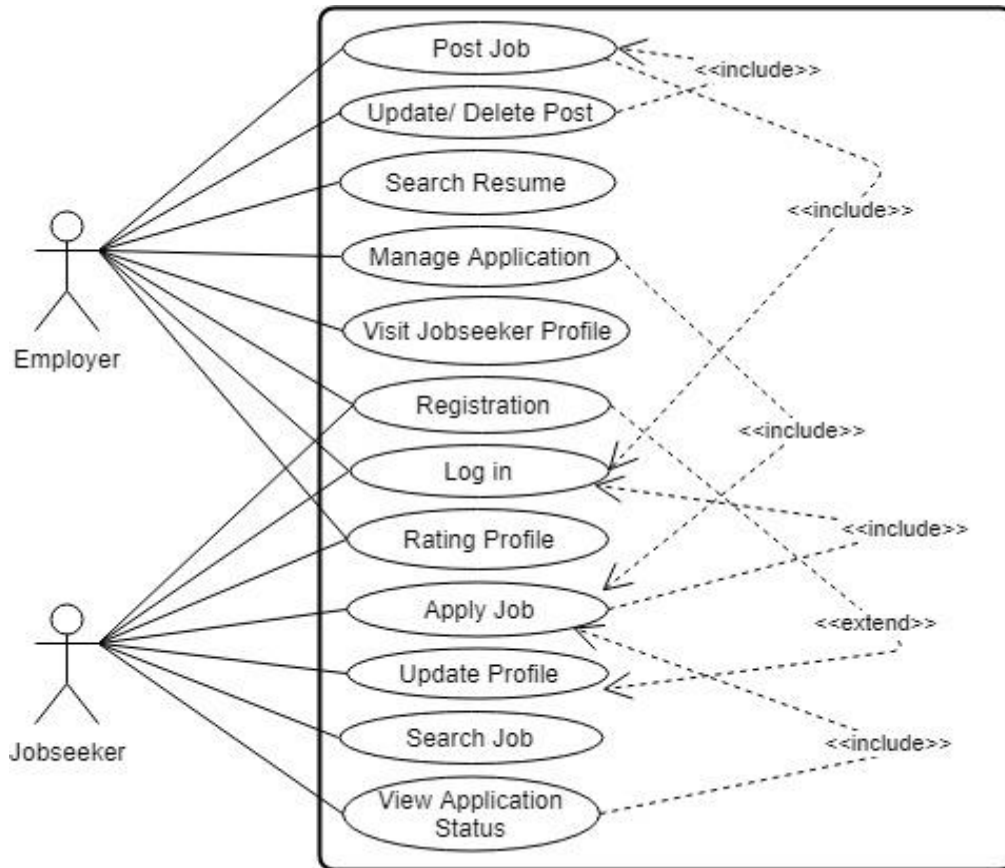 Post Job
<<include>>
Update/ Delete Post
Search Resume
<<include>>
Manage Application
Visit Jobseeker Profile
Employer
Registration
<<include>>
Log in
<<include>>
Rating Profile
Apply Job
<<extend>>
Update Profile
Jobseeker
Search Job
<<include>>
View Application
Status